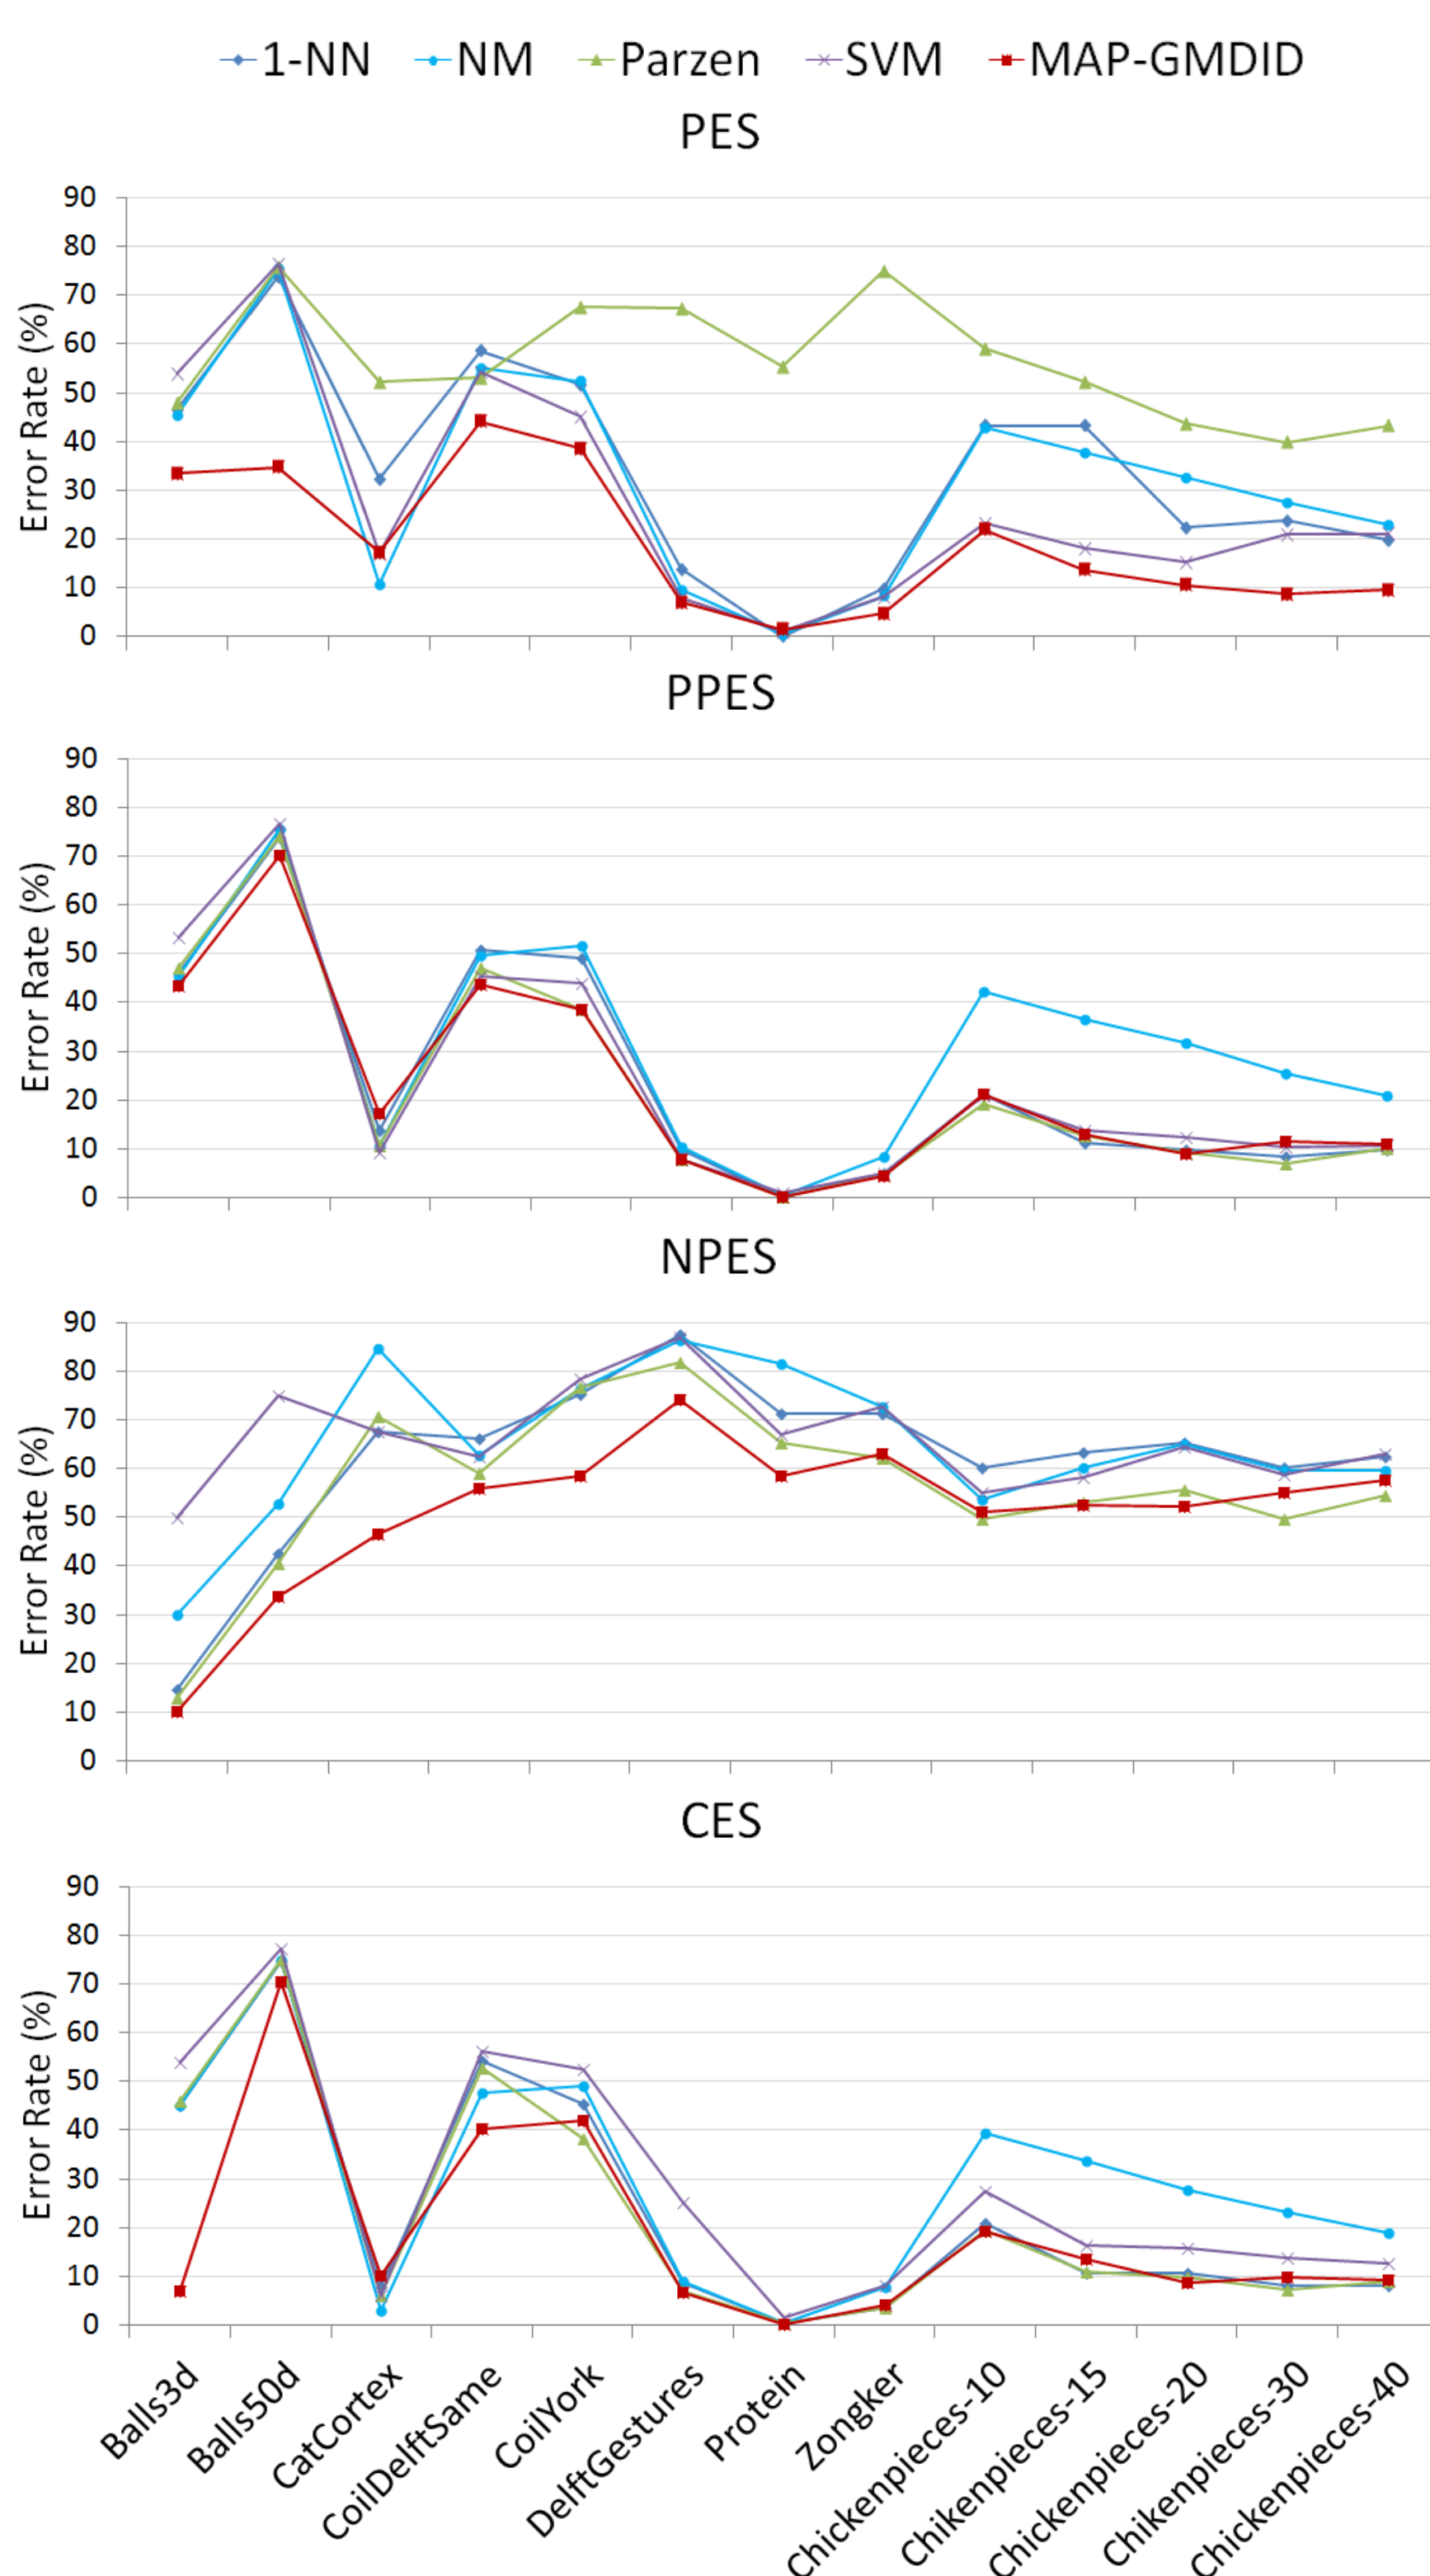 1-NN NM Parzen SVM MAP-GMDID
PES
Error Rate (%)
90
80
70
60
50
40
30
20
10
0
PPES
Error Rate (%)
90
80
70
60
50
40
30
20
10
0
NPES
Error Rate (%)
90
80
70
60
50
40
30
20
10
0
CES
Error Rate (%)
90
80
70
60
50
40
30
20
10
0
Balls3d
Balls50d
CatCortex
CoilDelftSame
CoilYork
DelftGestures
Protein
Zongker
Chickenpieces-10
Chikenpieces-15
Chickenpieces-20
Chikenpieces-30
Chickenpieces-40